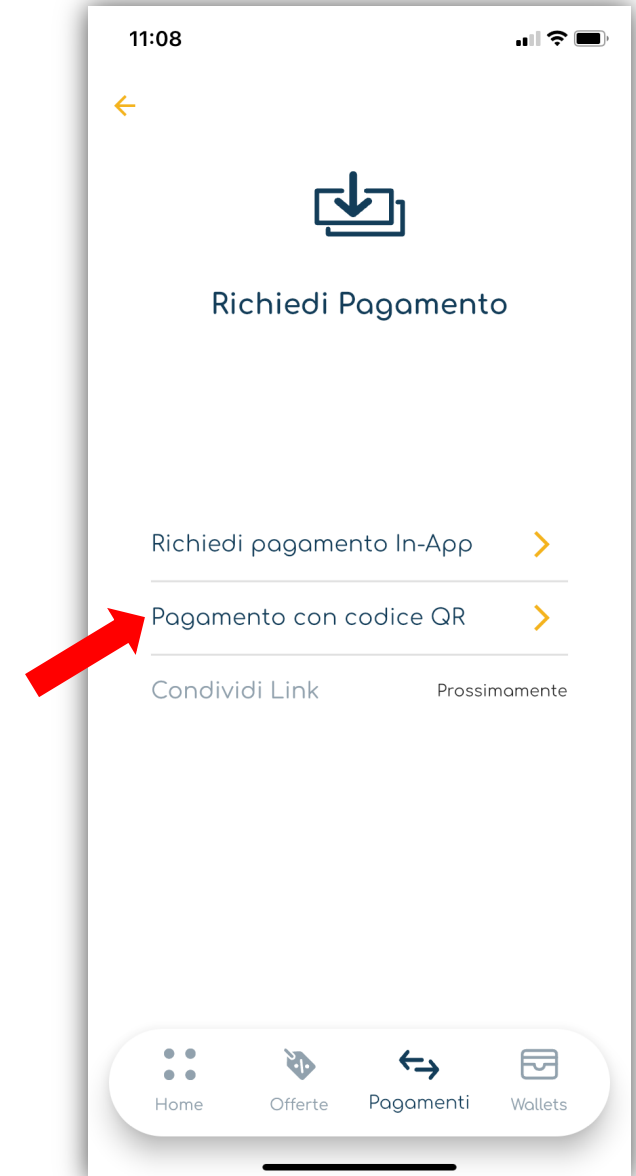 11:08
Richiedi Pagamento
Richiedi pagamento In-App
Pagamento con codice QR
Condividi Link Prossimamente
Home Offerte Pagamenti Wallets